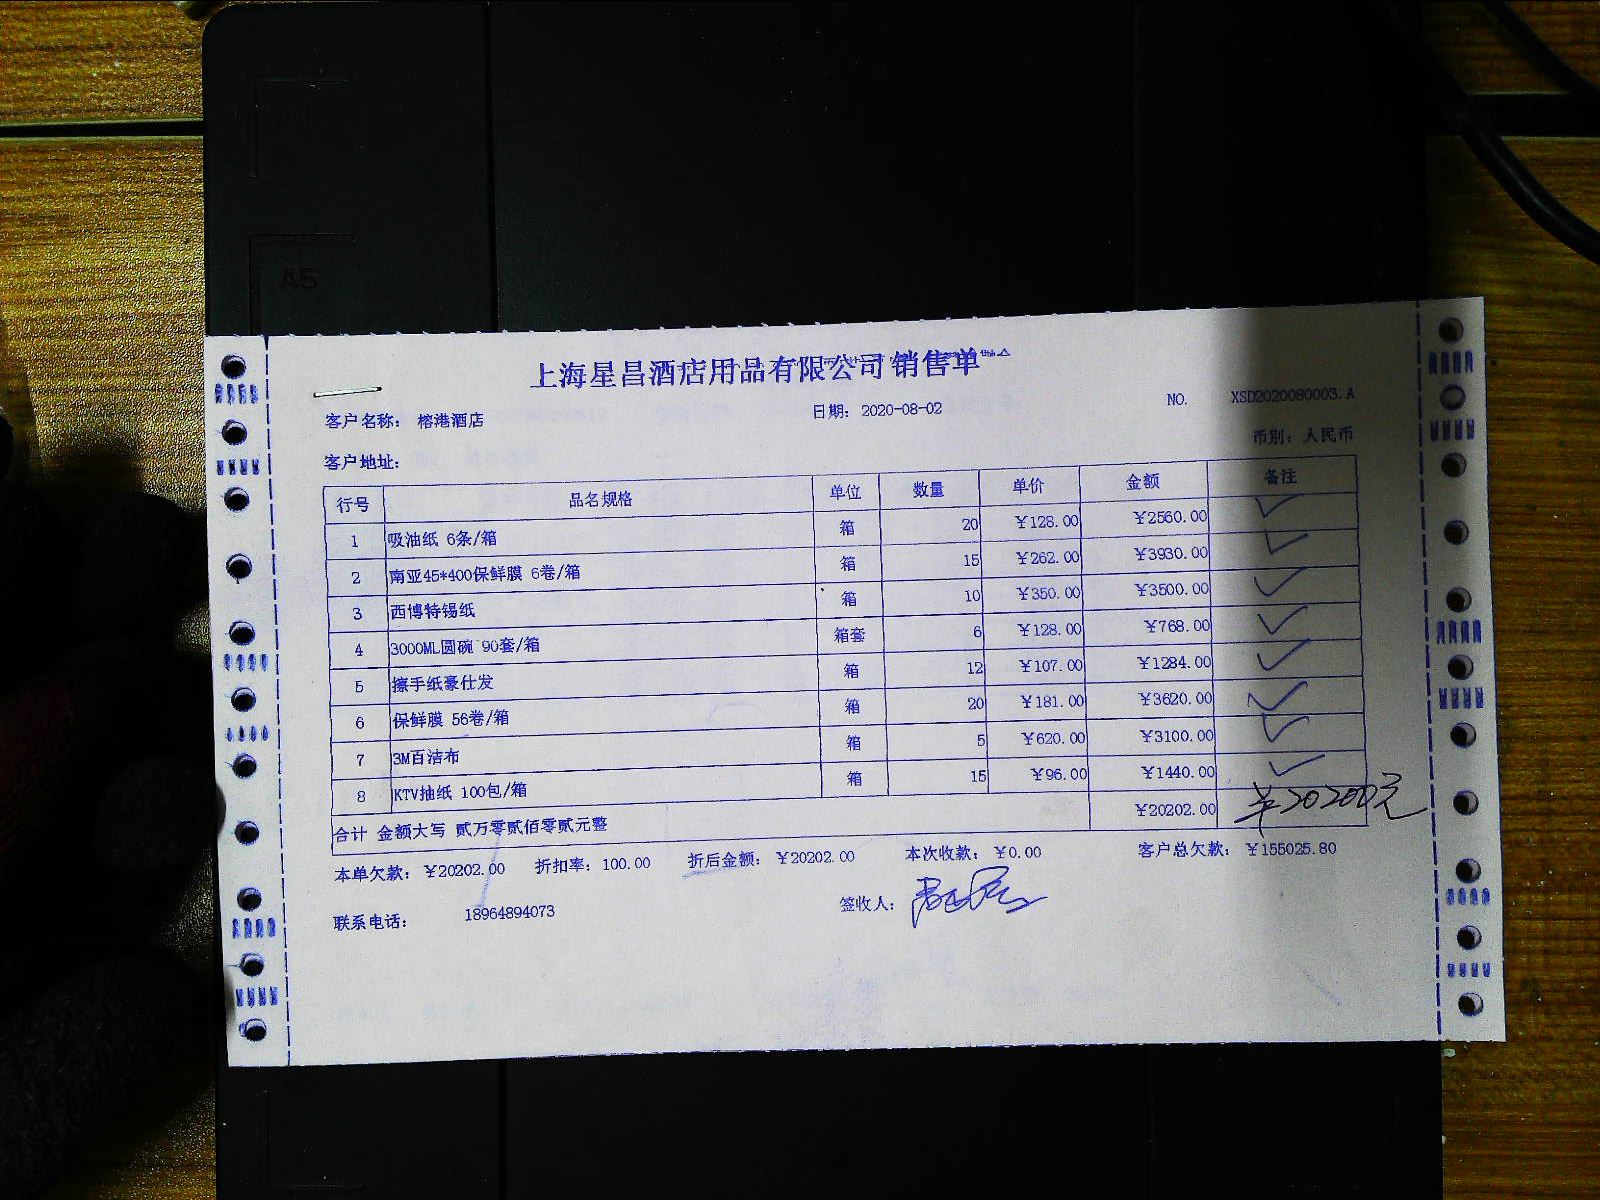 A5
上海星昌酒店用品有限公司 销售单
客户名称: 榕港酒店 日期: 2020-08-02 NO. XSD2020080003.A
客户地址: 币别: 人民币
行号 品名规格 单位 数量 单价 金额 备注
1 吸油纸 6条/箱 箱 20 ¥128.00 ¥2560.00 ✓
2 南亚45*400保鲜膜 6卷/箱 箱 15 ¥262.00 ¥3930.00 ✓
3 西博特锡纸 箱 10 ¥350.00 ¥3500.00 ✓
4 3000ML圆碗 90套/箱 箱套 6 ¥128.00 ¥768.00 ✓
5 擦手纸豪仕发 箱 12 ¥107.00 ¥1284.00 ✓
6 保鲜膜 56卷/箱 箱 20 ¥181.00 ¥3620.00 ✓
7 3M百洁布 箱 5 ¥620.00 ¥3100.00 ✓
8 KTV抽纸 100包/箱 箱 15 ¥96.00 ¥1440.00 ✓
合计 金额大写 贰万零贰佰零贰元整 ¥20202.00 20200元
本单欠款: ¥20202.00 折扣率: 100.00 折后金额: ¥20202.00 本次收款: ¥0.00 客户总欠款: ¥155025.80
联系电话: 18964894073 签收人: